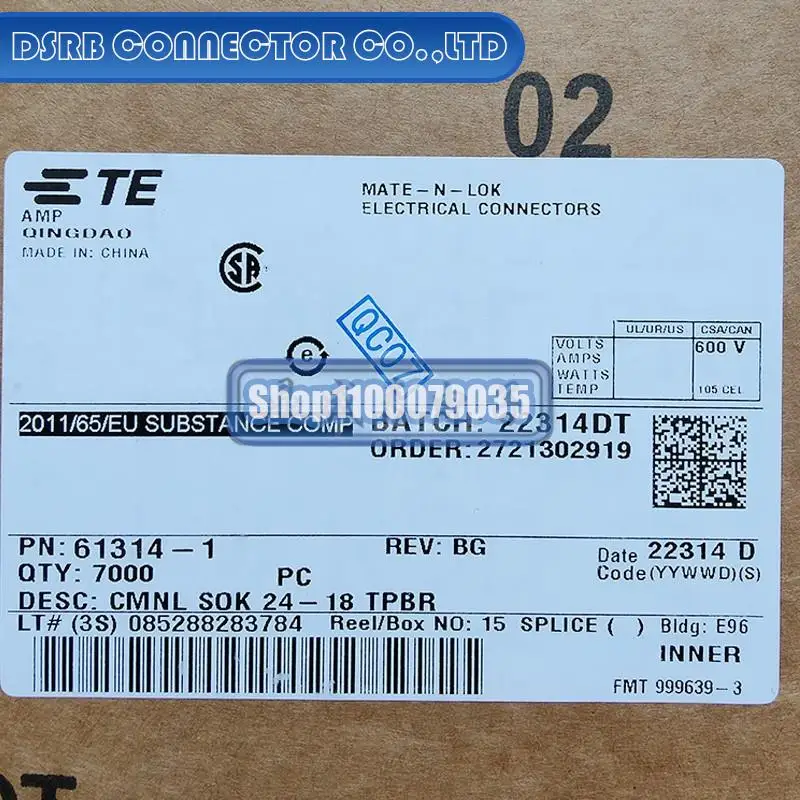 DSRB CONNECTOR CO.,LTD
02
TE
AMP
QINGDAO
MADE IN: CHINA
MATE-N-LOK
ELECTRICAL CONNECTORS
SA
QC07
e
UL/UR/US CSA/CAN
VOLTS 600 V
AMPS
WATTS
TEMP 105 CEL
Shop1100079035
2011/65/EU SUBSTANCE COMP
BATCH: 22314DT
ORDER:2721302919
PN: 61314-1 REV: BG Date 22314 D
QTY: 7000 PC Code(YYWWD)(S)
DESC: CMNL SOK 24-18 TPBR
LT# (3S) 085288283784 Reel/Box NO: 15 SPLICE ( ) Bldg: E96
INNER
FMT 999639-3